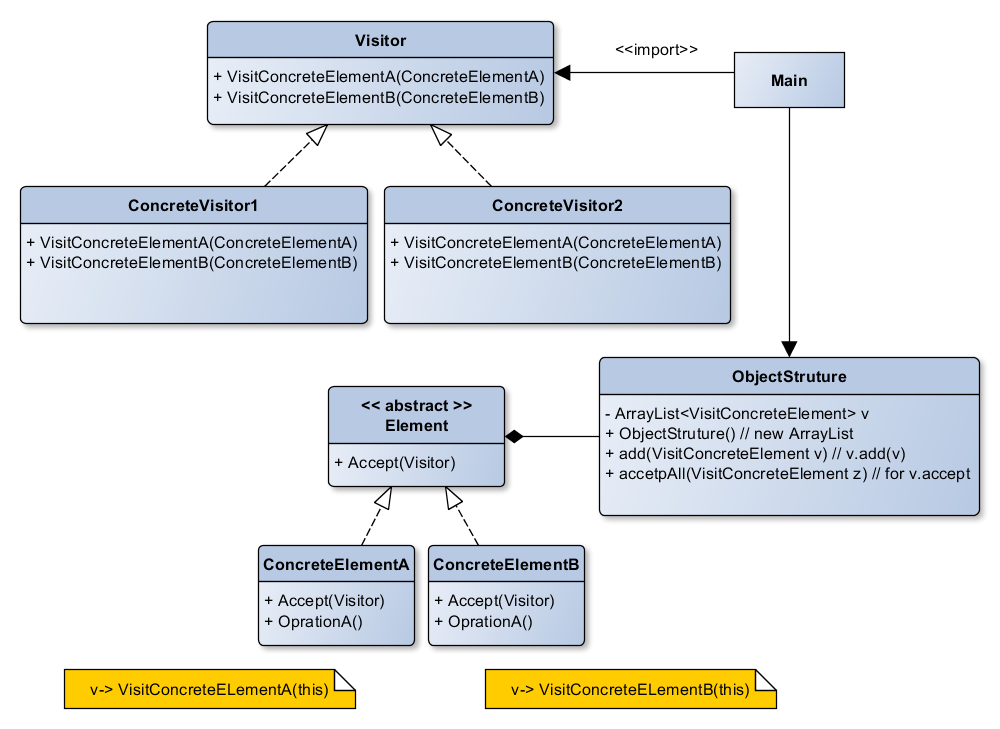 Visitor
+ VisitConcreteElementA(ConcreteElementA)
+ VisitConcreteElementB(ConcreteElementB)
<<import>>
Main
ConcreteVisitor1
+ VisitConcreteElementA(ConcreteElementA)
+ VisitConcreteElementB(ConcreteElementB)
ConcreteVisitor2
+ VisitConcreteElementA(ConcreteElementA)
+ VisitConcreteElementB(ConcreteElementB)
ObjectStruture
- ArrayList<VisitConcreteElement> v
+ ObjectStruture() // new ArrayList
+ add(VisitConcreteElement v) // v.add(v)
+ accetpAll(VisitConcreteElement z) // for v.accept
<< abstract >>
Element
+ Accept(Visitor)
ConcreteElementA
+ Accept(Visitor)
+ OprationA()
ConcreteElementB
+ Accept(Visitor)
+ OprationA()
v-> VisitConcreteELementA(this)
v-> VisitConcreteELementB(this)